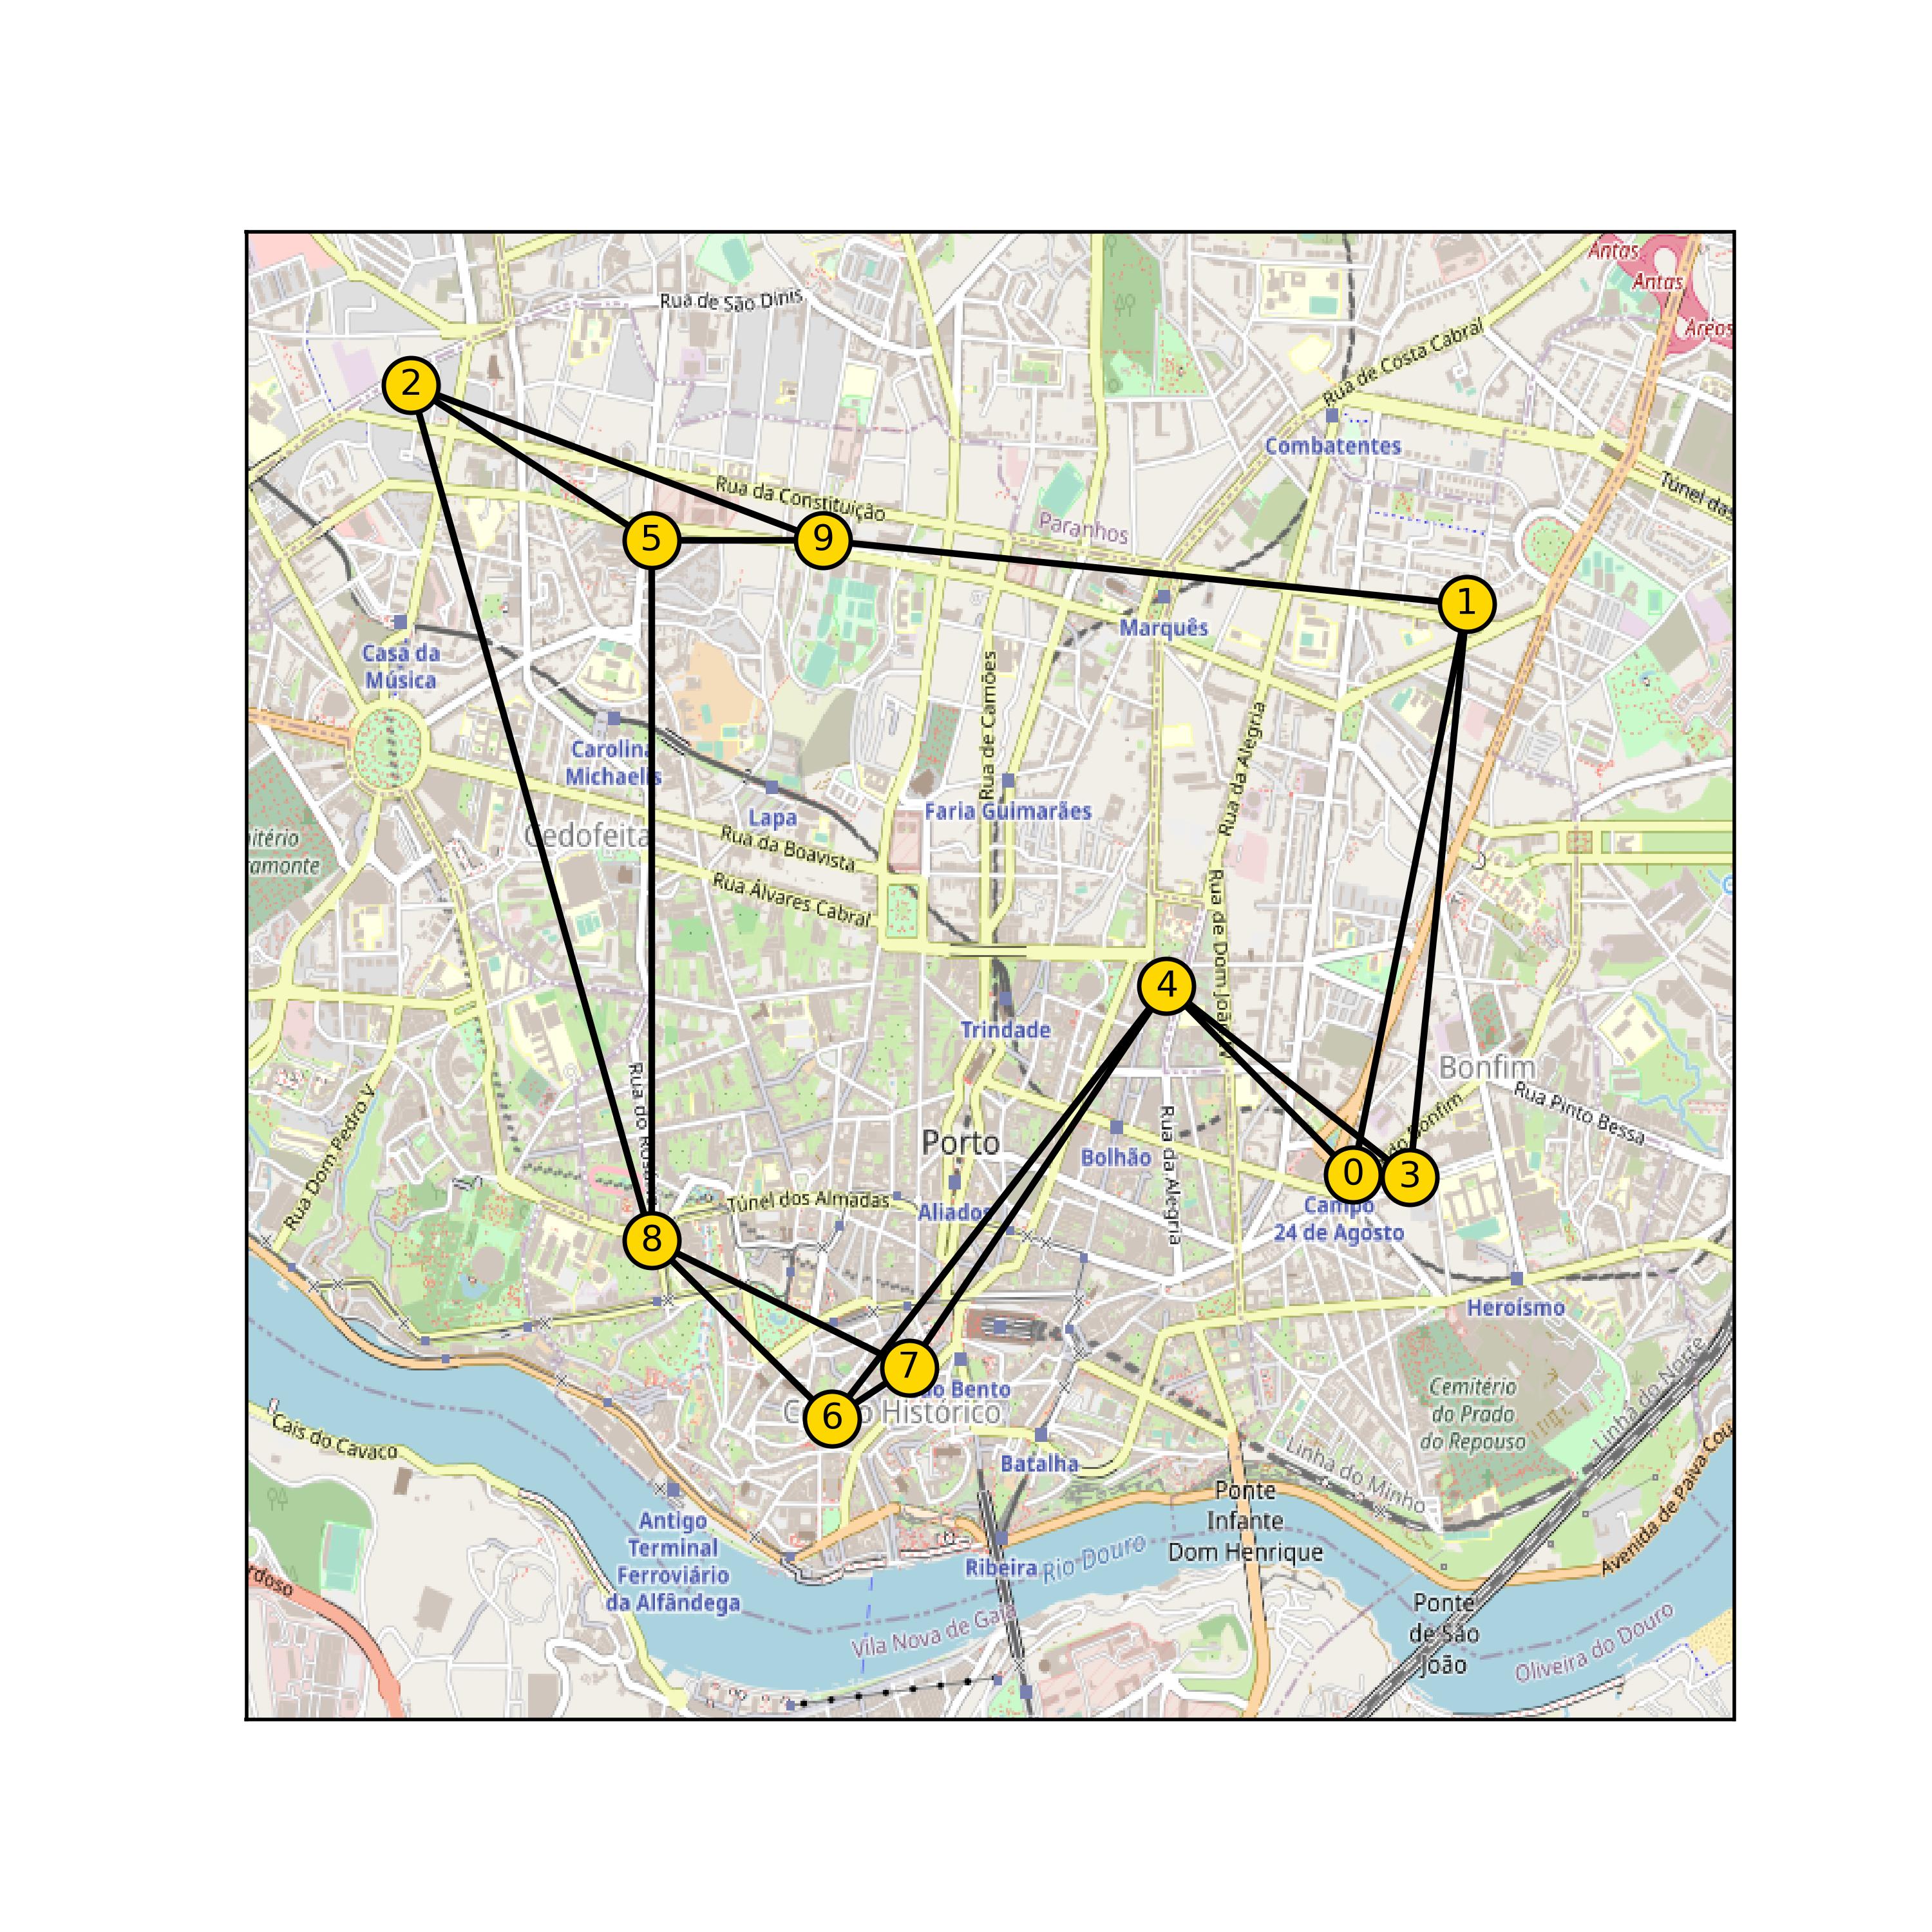 Antas
Antas
Areos
Rua de São Dinis
Rua de Costa Cabral
2
Combatentes
Túnel das
Rua da Constituição
Paranhos
5
9
1
Marquês
Casa da
Música
Carolina
Michaelis
Rua de Camões
Rua da Alegria
Lapa
Faria Guimarães
Cedofeita
Rua da Boavista
Rua Álvares Cabral
itério
ramonte
Rua de Dom João IV
4
Trindade
Bonfim
Rua Pinto Bessa
do Bonfim
Rua Dom Pedro V
Rua do Rosário
Porto
Bolhão
Rua da Alegria
0
3
Campo
24 de Agosto
Túnel dos Almadas
Aliados
8
Heroísmo
7
ão Bento
6
Histórico
Cemitério
do Prado
do Repouso
Linha do Norte
Cais do Cavaco
Batalha
Linha do Minho
Ponte
Infante
Dom Henrique
Avenida de Paiva Cou
Antigo
Terminal
Ferroviário
da Alfândega
Ribeira
Rio Douro
rdoso
Vila Nova de Gaia
Ponte
de São
João
Oliveira do Douro